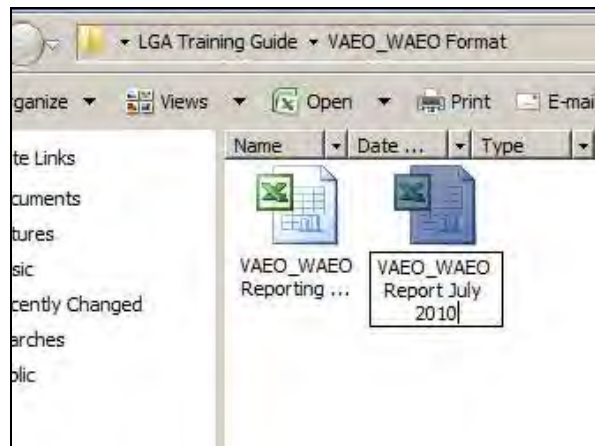 LGA Training Guide VAEO_WAEO Format
ganize Views Open Print E-mai
Name Date ... Type
te Links
cuments
tures
sic
cently Changed
arches
olic
VAEO_WAEO
Reporting ...
VAEO_WAEO
Report July
2010